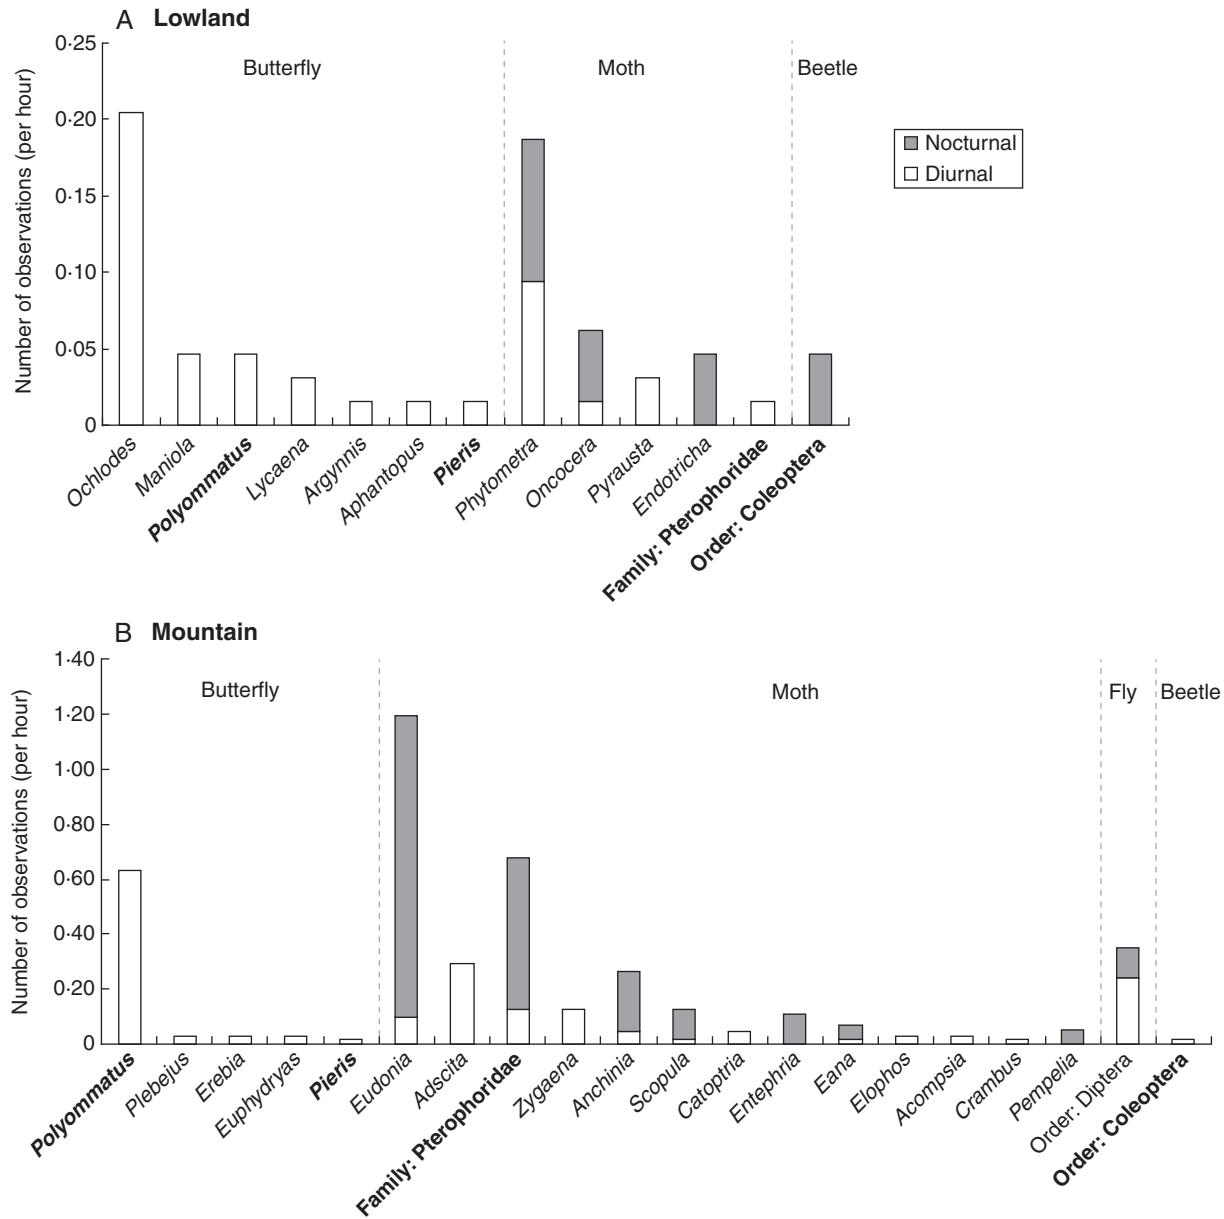 A Lowland
Number of observations (per hour)
0·25
0·20
0·15
0·10
0·05
0
Butterfly
Moth
Beetle
Nocturnal
Diurnal
Ochlodes
Maniola
Polyommatus
Lycaena
Argynnis
Aphantopus
Pieris
Phytometra
Oncocera
Pyrausta
Endotricha
Family: Pterophoridae
Order: Coleoptera
B Mountain
Number of observations (per hour)
1·40
1·20
1·00
0·80
0·60
0·40
0·20
0
Butterfly
Moth
Fly
Beetle
Polyommatus
Plebejus
Erebia
Euphydryas
Pieris
Eudonia
Adscita
Family: Pterophoridae
Zygaena
Anchinia
Scopula
Catoptria
Entephria
Eana
Elophos
Acompsia
Crambus
Pempelia
Order: Diptera
Order: Coleoptera